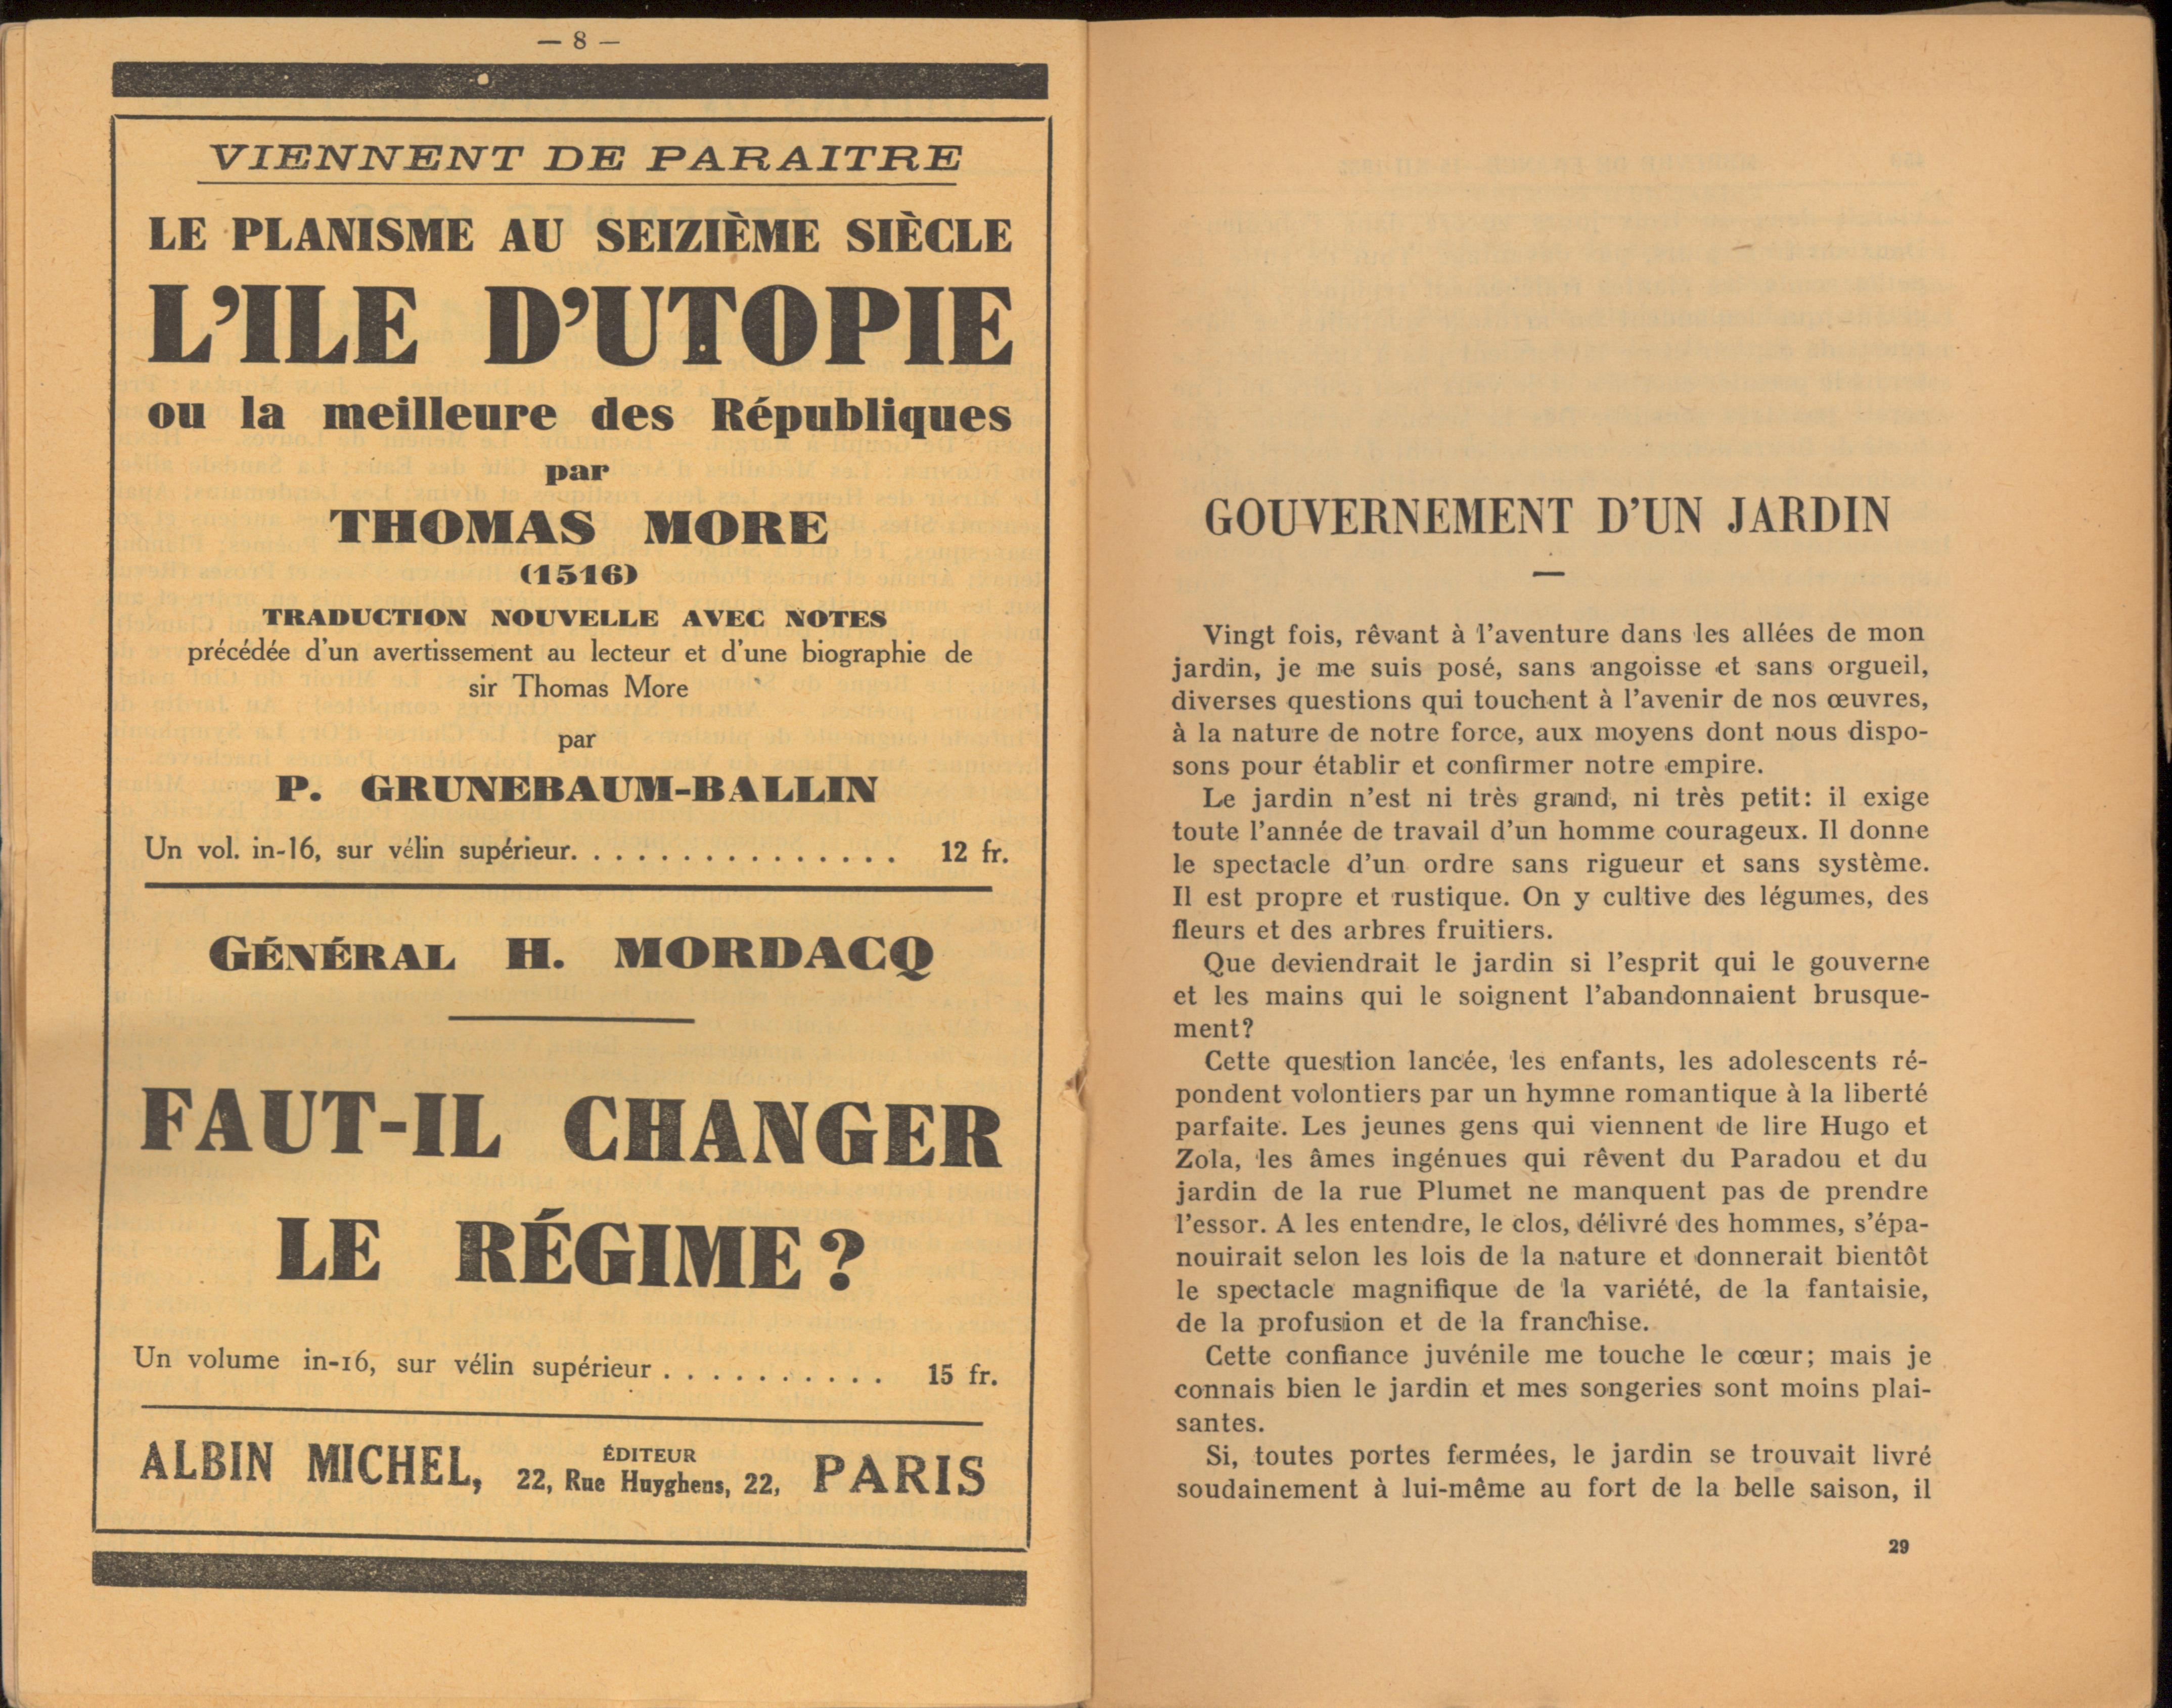 — 8 —
VIENNENT DE PARAITRE
LE PLANISME AU SEIZIÈME SIÈCLE
L'ILE D'UTOPIE
ou la meilleure des Républiques
par
THOMAS MORE
(1516)
TRADUCTION NOUVELLE AVEC NOTES
précédée d'un avertissement au lecteur et d'une biographie de
sir Thomas More
par
P. GRUNEBAUM-BALLIN
Un vol. in-16, sur vélin supérieur. . . . . . . . . . . . . . . . 12 fr.
GÉNÉRAL H. MORDACQ
FAUT-IL CHANGER
LE RÉGIME?
Un volume in-16, sur vélin supérieur . . . . . . . . . . 15 fr.
ALBIN MICHEL, ÉDITEUR 22, Rue Huyghens, 22, PARIS
GOUVERNEMENT D'UN JARDIN
—
Vingt fois, rêvant à l'aventure dans les allées de mon
jardin, je me suis posé, sans angoisse et sans orgueil,
diverses questions qui touchent à l'avenir de nos œuvres,
à la nature de notre force, aux moyens dont nous dispo-
sons pour établir et confirmer notre empire.
Le jardin n'est ni très grand, ni très petit: il exige
toute l'année de travail d'un homme courageux. Il donne
le spectacle d'un ordre sans rigueur et sans système.
Il est propre et rustique. On y cultive des légumes, des
fleurs et des arbres fruitiers.
Que deviendrait le jardin si l'esprit qui le gouverne
et les mains qui le soignent l'abandonnaient brusque-
ment?
Cette question lancée, les enfants, les adolescents ré-
pondent volontiers par un hymne romantique à la liberté
parfaite. Les jeunes gens qui viennent de lire Hugo et
Zola, les âmes ingénues qui rêvent du Paradou et du
jardin de la rue Plumet ne manquent pas de prendre
l'essor. A les entendre, le clos, délivré des hommes, s'épa-
nouirait selon les lois de la nature et donnerait bientôt
le spectacle magnifique de la variété, de la fantaisie,
de la profusion et de la franchise.
Cette confiance juvénile me touche le cœur; mais je
connais bien le jardin et mes songeries sont moins plai-
santes.
Si, toutes portes fermées, le jardin se trouvait livré
soudainement à lui-même au fort de la belle saison, il
29